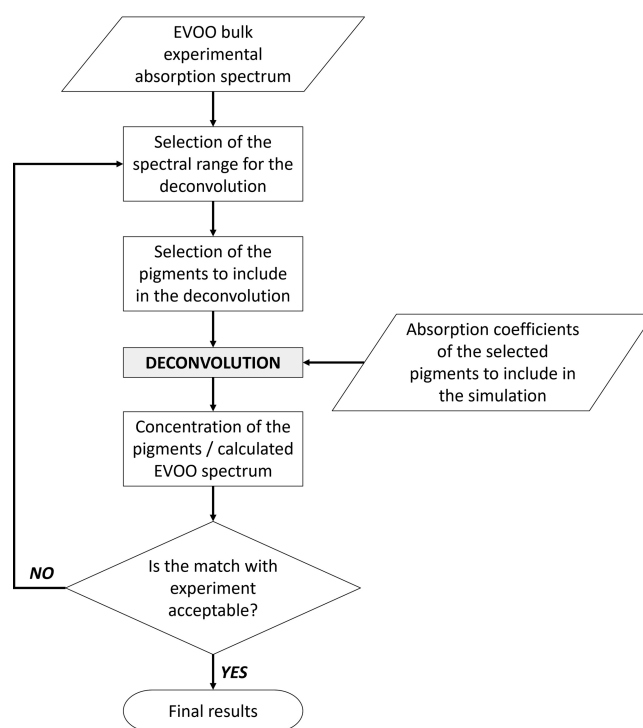 EVOO bulk
experimental
absorption spectrum
Selection of the
spectral range for the
deconvolution
Selection of the
pigments to include
in the deconvolution
DECONVOLUTION
Absorption coefficients
of the selected
pigments to include in
the simulation
Concentration of the
pigments / calculated
EVOO spectrum
Is the match with
experiment
acceptable?
NO
YES
Final results